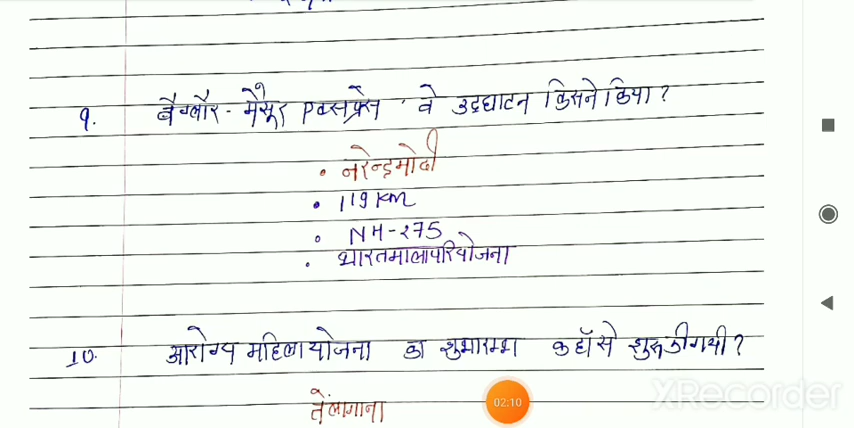 9. बैंग्लौर - मैसूर एक्सप्रेस वे उद्घाटन किसने किया?
• नरेन्द्र मोदी
• 119 km
• NH-275
• भारतमाला परियोजना
10. आरोग्य महिला योजना का शुभारम्भ कहाँ से शुरू की गयी?
तेंलागाना
02:10
XRecorder